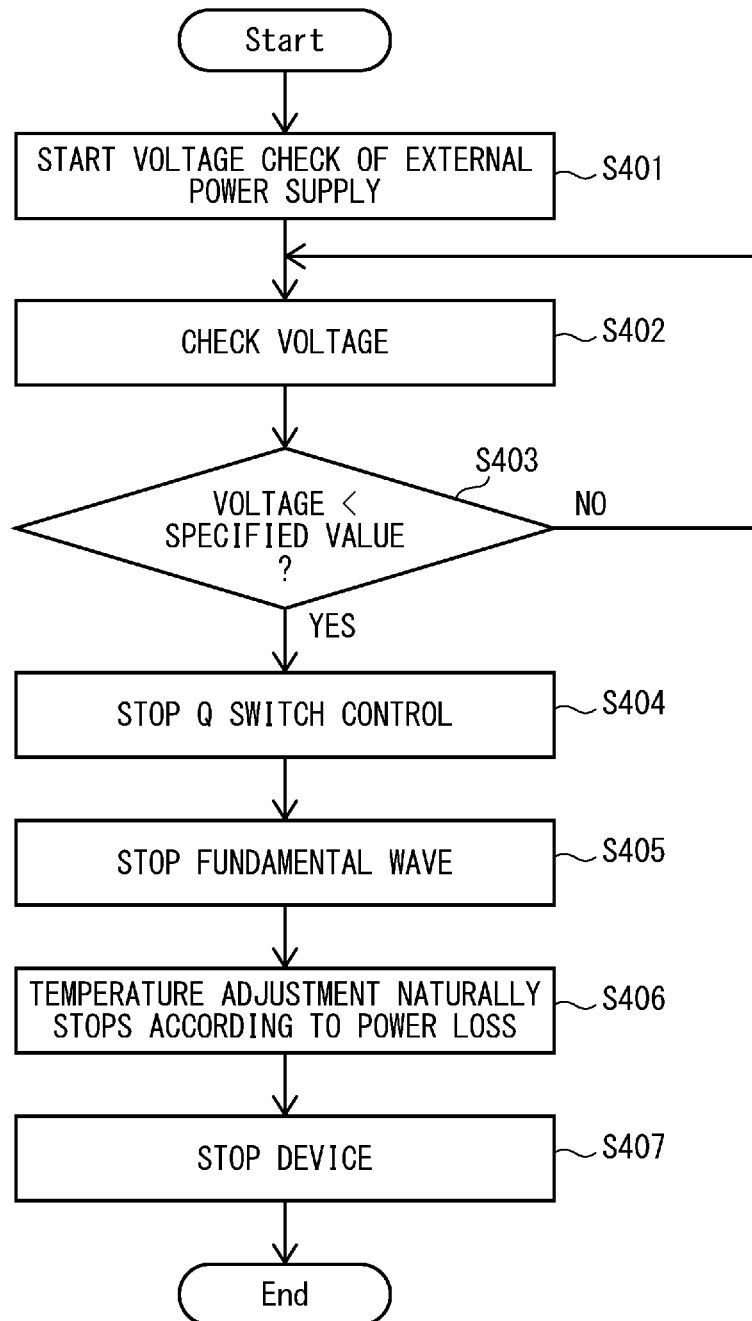 Start
START VOLTAGE CHECK OF EXTERNAL
POWER SUPPLY
S401
CHECK VOLTAGE
S402
S403
VOLTAGE <
SPECIFIED VALUE
?
NO
YES
STOP Q SWITCH CONTROL
S404
STOP FUNDAMENTAL WAVE
S405
TEMPERATURE ADJUSTMENT NATURALLY
STOPS ACCORDING TO POWER LOSS
S406
STOP DEVICE
S407
End